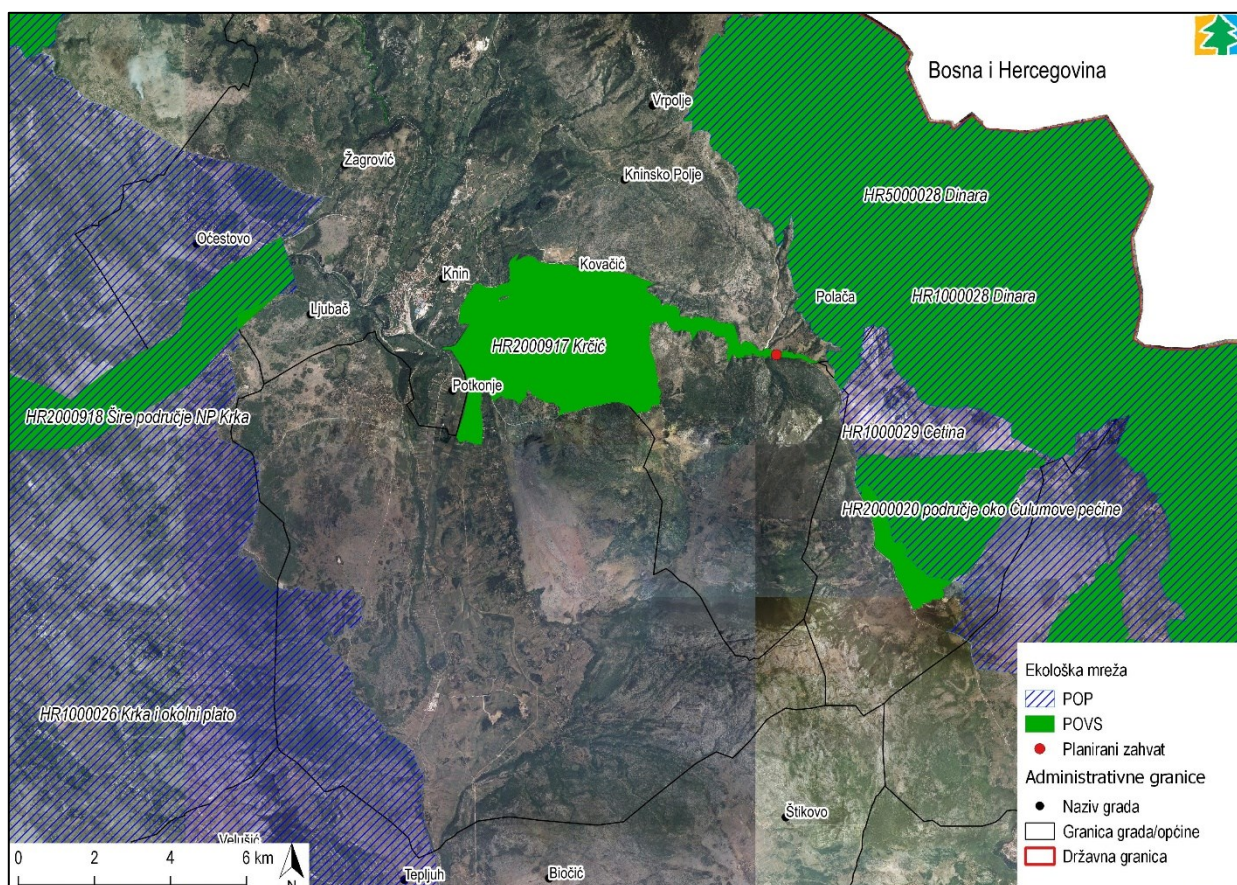 Bosna i Hercegovina
Vrpolje
Žagrović
Kninsko Polje
HR5000028 Dinara
Oćestovo
Kovačić
Knin
Polača
HR1000028 Dinara
Ljubač
HR2000917 Krčić
Potkonje
HR2000918 Šire područje NP Krka
HR1000029 Cetina
HR2000020 područje oko Ćulumove pećine
HR1000026 Krka i okolni plato
Štikovo
Velušić
Tepljuh
Biočić
0 2 4 6 km
N
Ekološka mreža
POP
POVS
Planirani zahvat
Administrativne granice
Naziv grada
Granica grada/općine
Državna granica